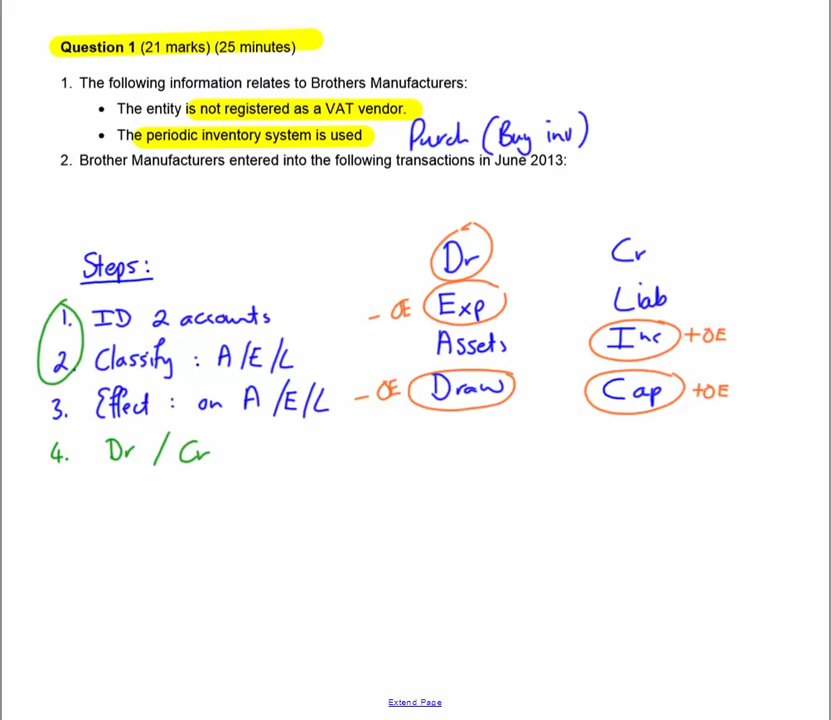 Question 1 (21 marks) (25 minutes)
1. The following information relates to Brothers Manufacturers:
• The entity is not registered as a VAT vendor.
• The periodic inventory system is used
Purch (Buy inv)
2. Brother Manufacturers entered into the following transactions in June 2013:
Steps:
1. ID 2 accounts
2. Classify : A/E/L
3. Effect : on A/E/L
4. Dr / Cr
Dr Cr
- OE Exp Liab
Assets Inc +OE
- OE Draw Cap +OE
Extend Page